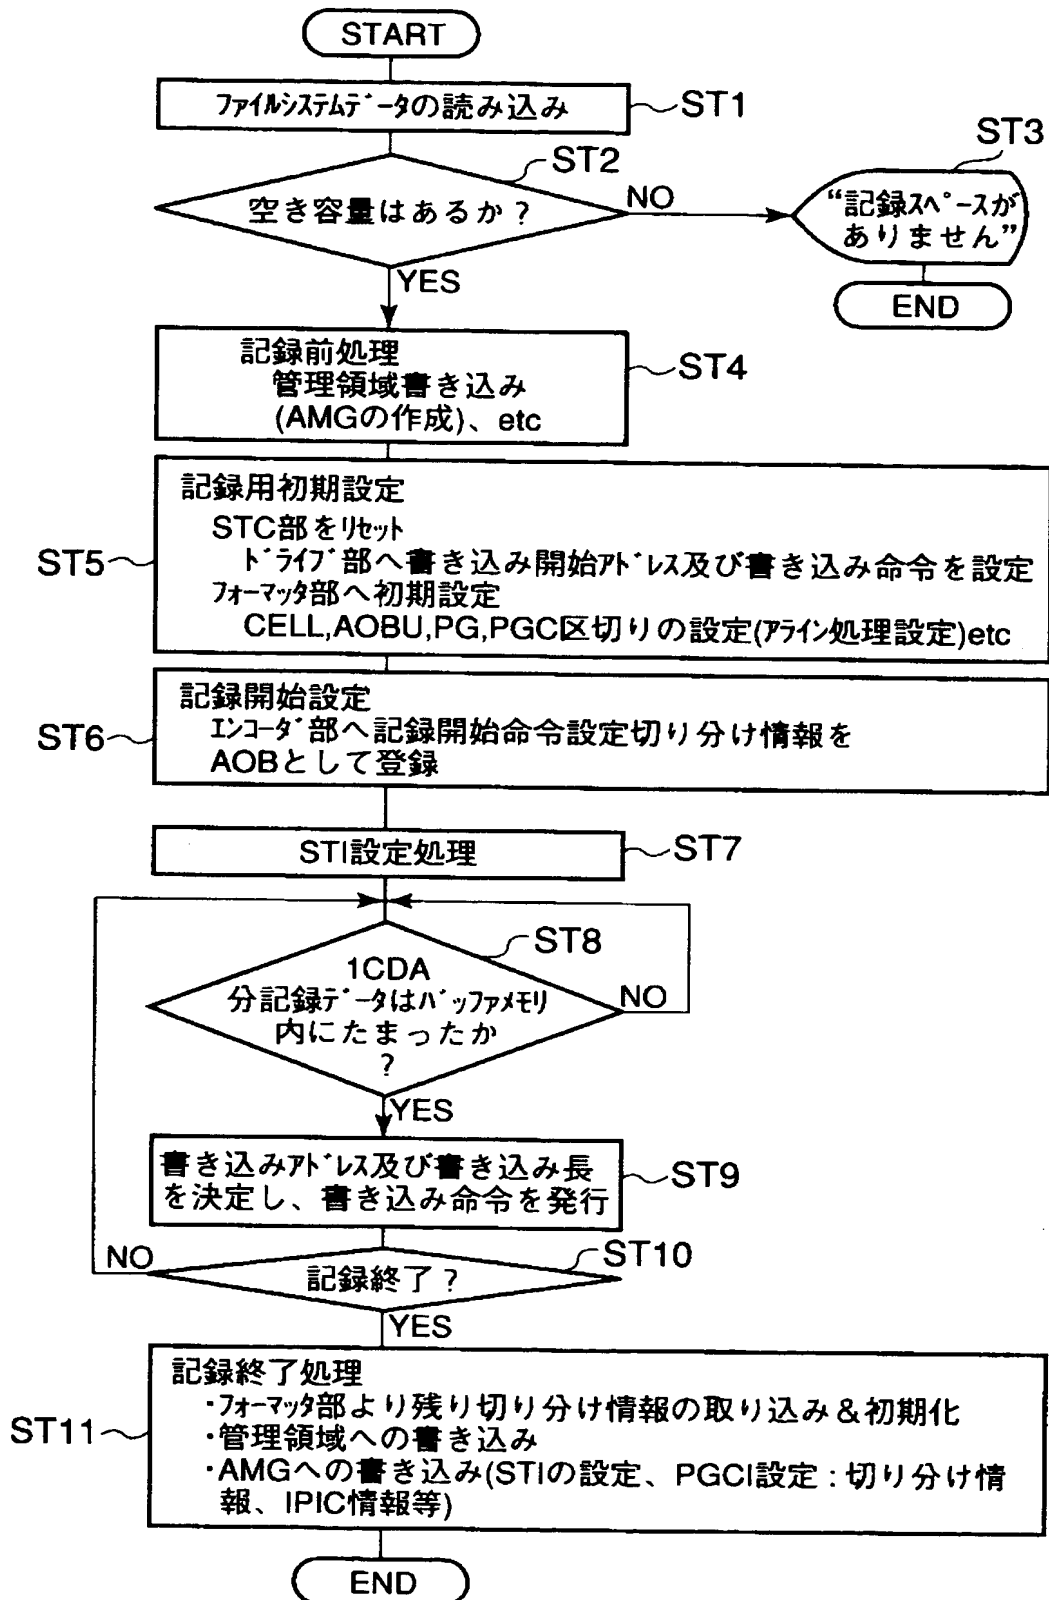 START
ファイルシステムデータの読み込み
ST1
ST2
空き容量はあるか？
NO
ST3
“記録スペースが
ありません”
END
YES
記録前処理
管理領域書き込み
(AMGの作成)、etc
ST4
記録用初期設定
STC部をリセット
ドライブ部へ書き込み開始アドレス及び書き込み命令を設定
フォーマッタ部へ初期設定
CELL,AOBU,PG,PGC区切りの設定(アライン処理設定)etc
ST5
記録開始設定
エンコーダ部へ記録開始命令設定切り分け情報を
AOBとして登録
ST6
STI設定処理
ST7
ST8
1CDA
分記録データはバッファメモリ
内にたまったか
？
NO
YES
書き込みアドレス及び書き込み長
を決定し、書き込み命令を発行
ST9
NO
ST10
記録終了？
YES
記録終了処理
・フォーマッタ部より残り切り分け情報の取り込み＆初期化
・管理領域への書き込み
・AMGへの書き込み(STIの設定、PGCI設定：切り分け情
報、IPIC情報等)
ST11
END